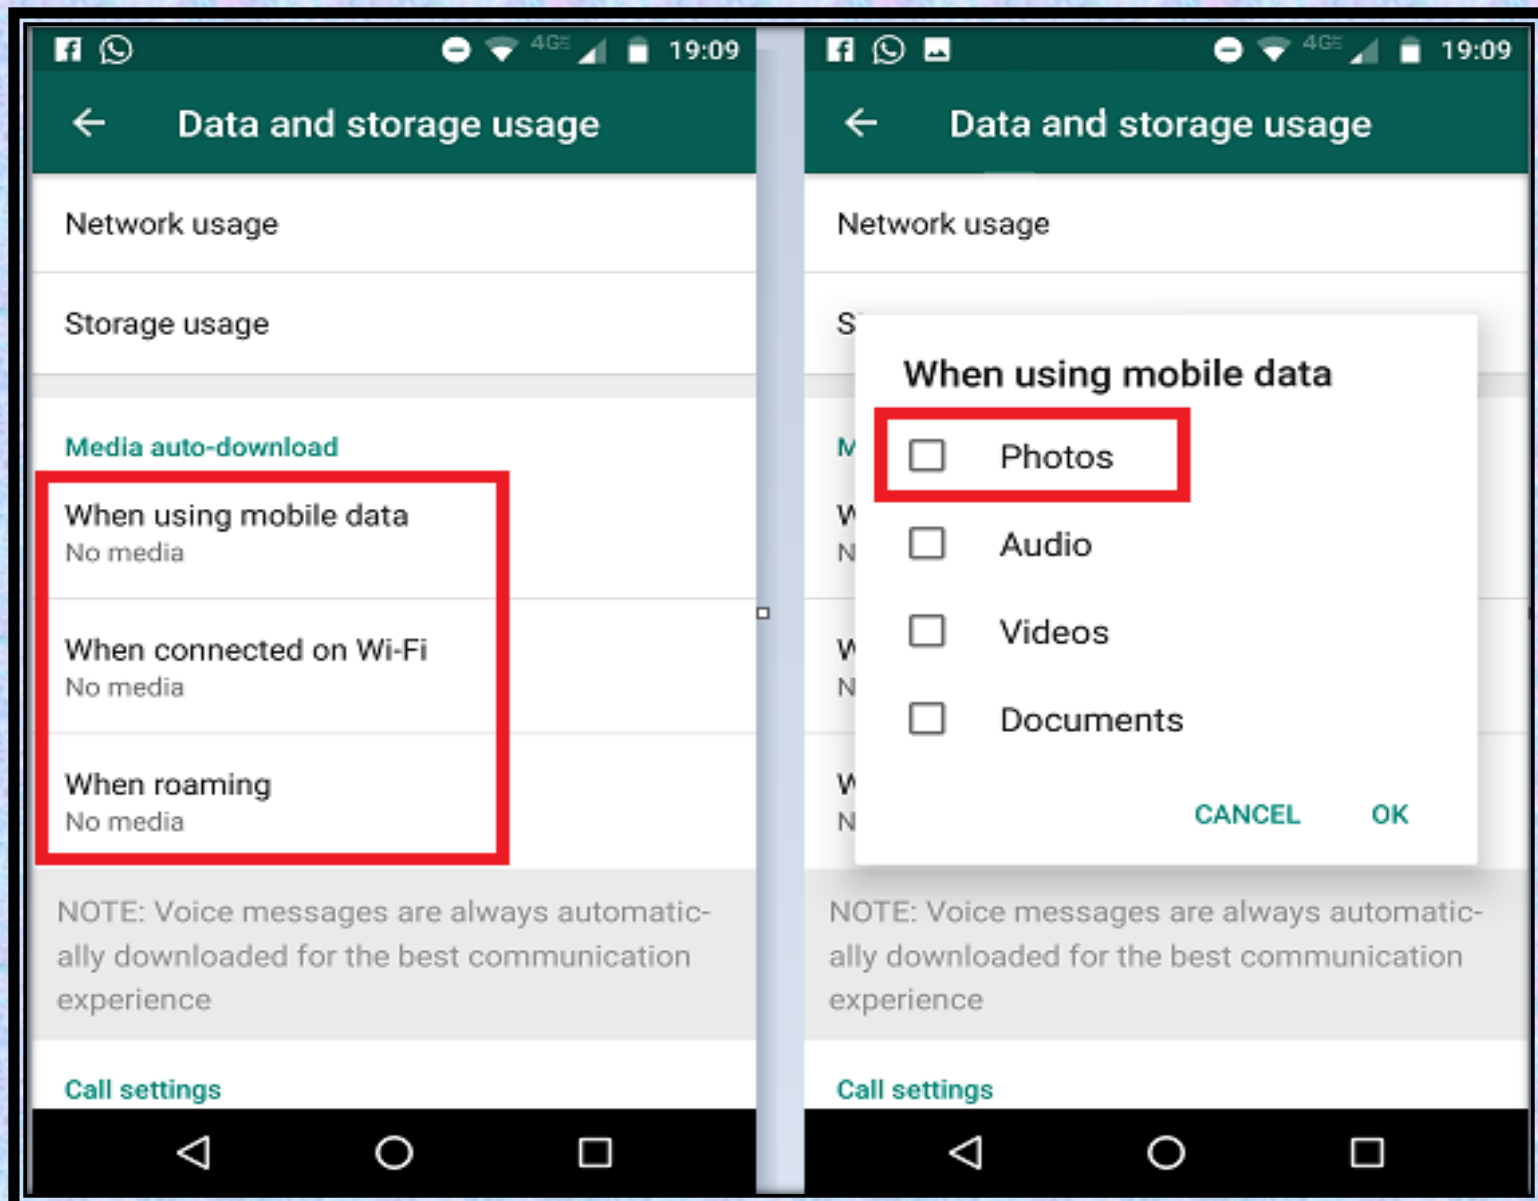 4GE 19:09
Data and storage usage
Network usage
Storage usage
Media auto-download
When using mobile data
No media
When connected on Wi-Fi
No media
When roaming
No media
NOTE: Voice messages are always automatic-
ally downloaded for the best communication
experience
Call settings
4GE 19:09
Data and storage usage
Network usage
S
When using mobile data
Photos
Audio
Videos
Documents
CANCEL OK
NOTE: Voice messages are always automatic-
ally downloaded for the best communication
experience
Call settings